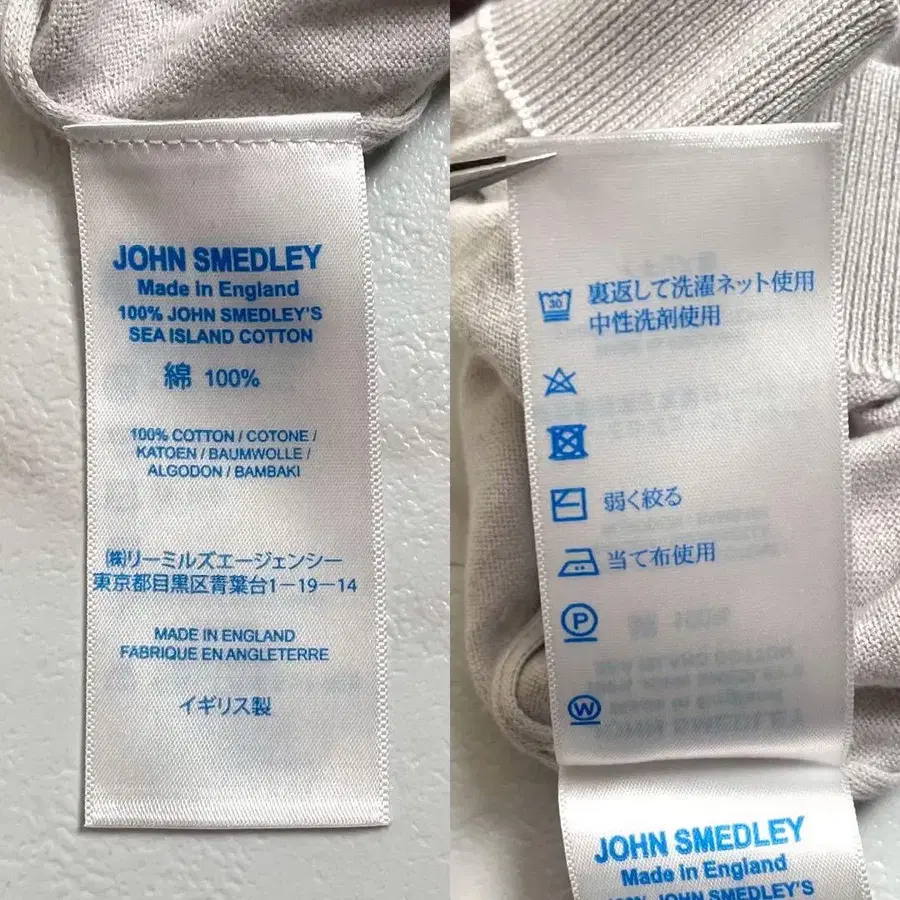 JOHN SMEDLEY
Made in England
100% JOHN SMEDLEY'S
SEA ISLAND COTTON
綿 100%
100% COTTON / COTONE /
KATOEN / BAUMWOLLE /
ALGODON / BAMBAKI
㈱リーミルズエージェンシー
東京都目黒区青葉台1-19-14
MADE IN ENGLAND
FABRIQUE EN ANGLETERRE
イギリス製
30 裏返して洗濯ネット使用
中性洗剤使用
弱く絞る
当て布使用
P
W
JOHN SMEDLEY
Made in England
100% JOHN SMEDLEY'S